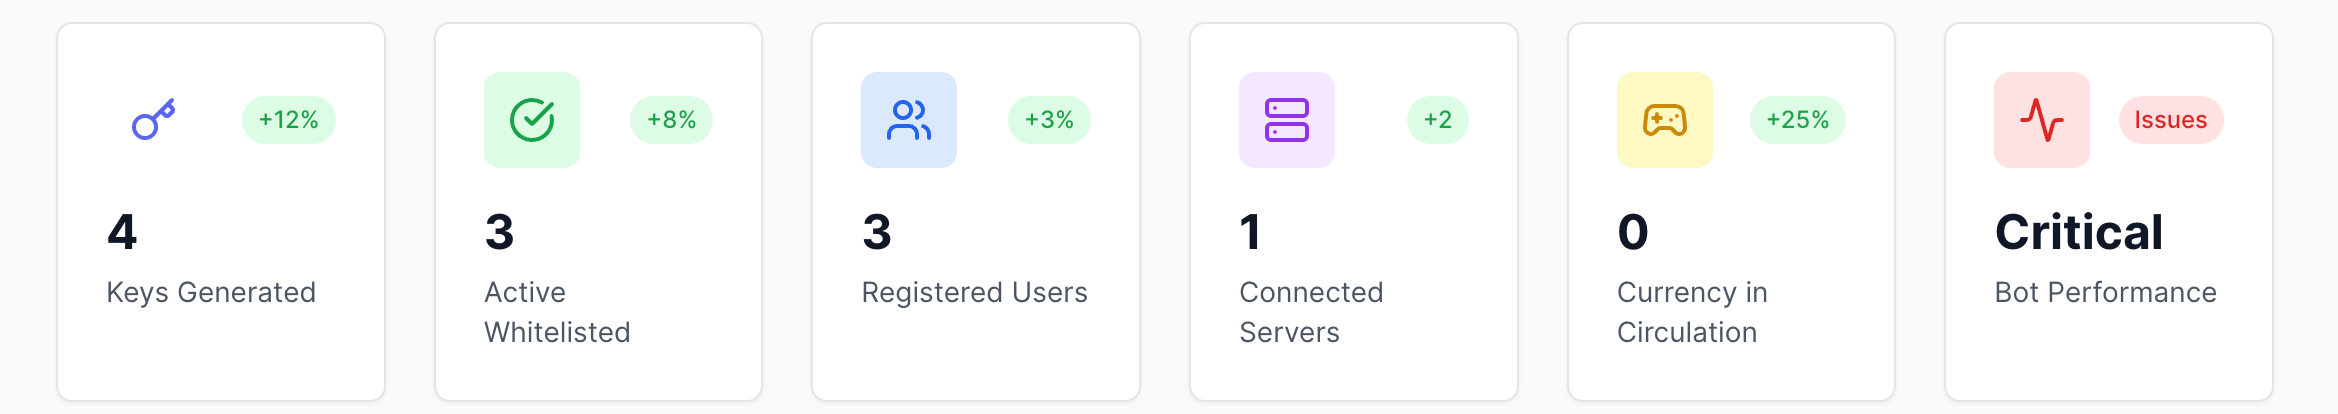 +12%
4
Keys Generated
+8%
3
Active
Whitelisted
+3%
3
Registered Users
+2
1
Connected
Servers
+25%
0
Currency in
Circulation
Issues
Critical
Bot Performance